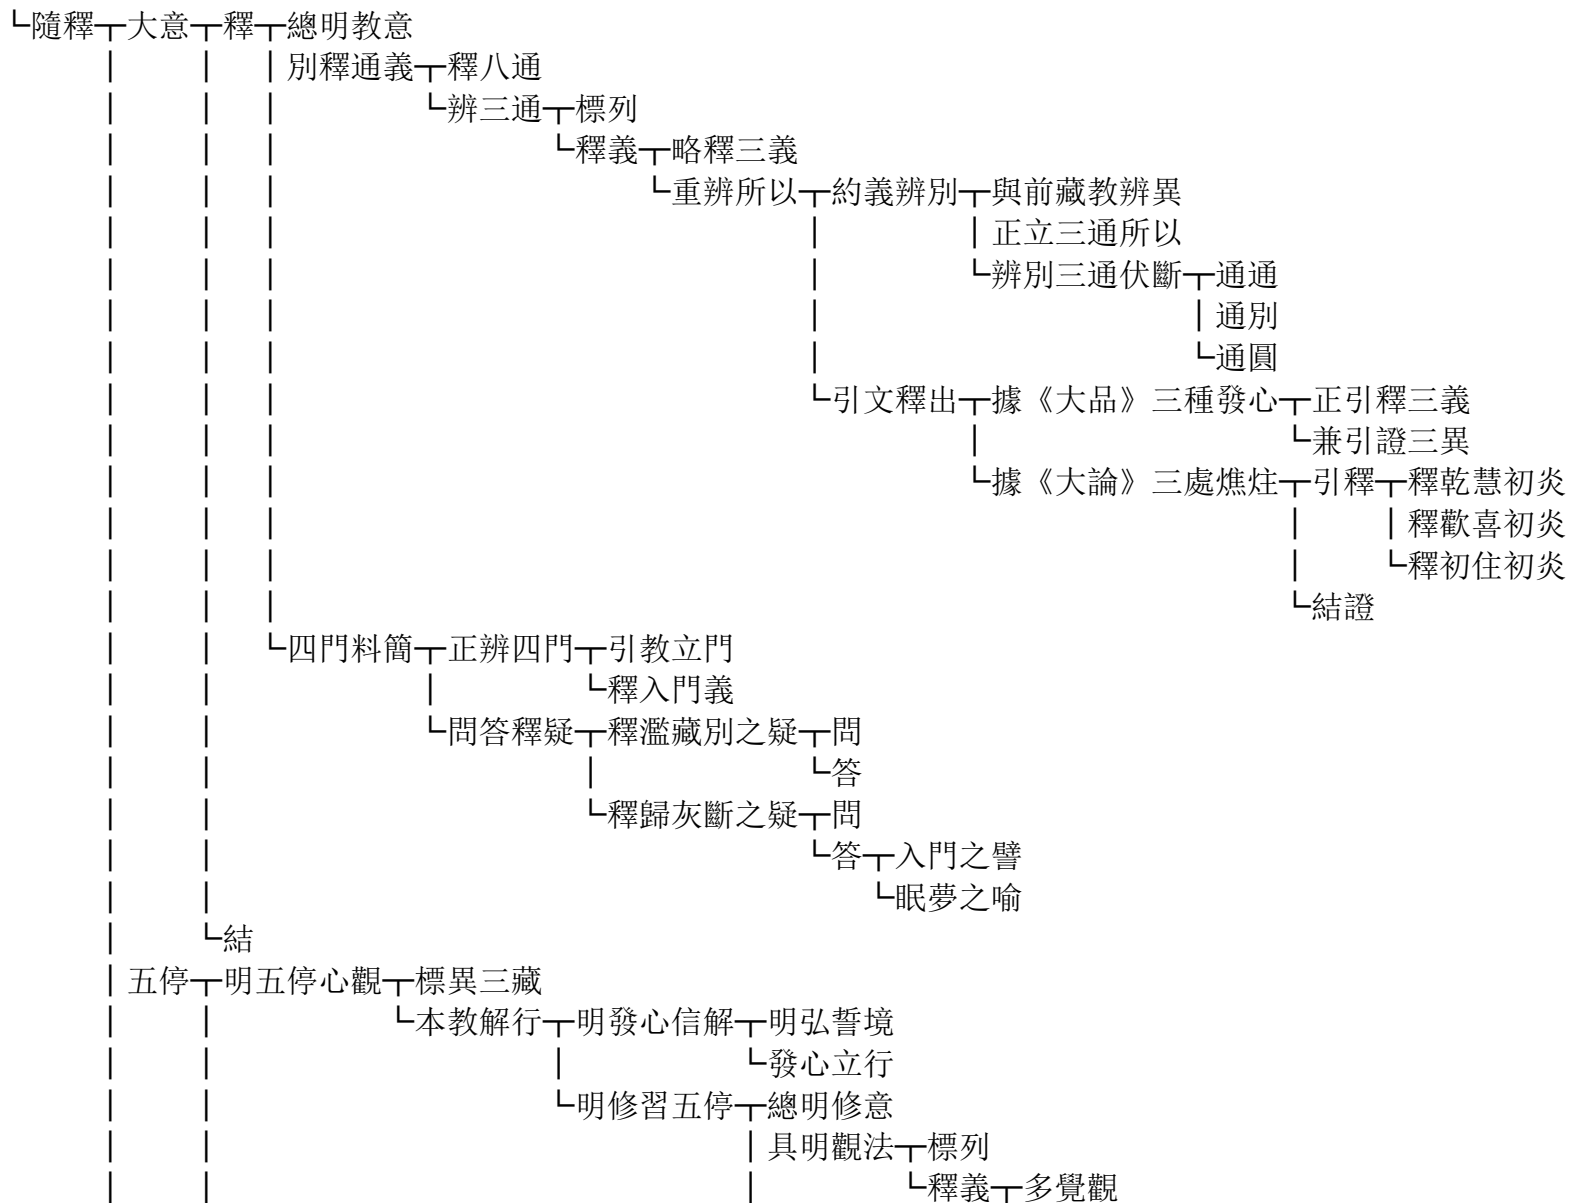 └隨釋┬大意┬釋┬總明教意
│ │ │別釋通義┬釋八通
│ │ │ └辨三通┬標列
│ │ │ └釋義┬略釋三義
│ │ │ └重辨所以┬約義辨別┬與前藏教辨異
│ │ │ │ │正立三通所以
│ │ │ │ └辨別三通伏斷┬通通
│ │ │ │ │通別
│ │ │ │ └通圓
│ │ │ └引文釋出┬據《大品》三種發心┬正引釋三義
│ │ │ │ └兼引證三異
│ │ │ └據《大論》三處燋炷┬引釋┬釋乾慧初炎
│ │ │ │ │釋歡喜初炎
│ │ │ │ └釋初住初炎
│ │ │ └結證
│ │ └四門料簡┬正辨四門┬引教立門
│ │ │ └釋入門義
│ │ └問答釋疑┬釋濫藏別之疑┬問
│ │ │ └答
│ │ └釋歸灰斷之疑┬問
│ │ └答┬入門之譬
│ │ └眠夢之喻
│ └結
│五停┬明五停心觀┬標異三藏
│ │ └本教解行┬明發心信解┬明弘誓境
│ │ │ └發心立行
│ │ └明修習五停┬總明修意
│ │ │具明觀法┬標列
│ │ │ └釋義┬多覺觀